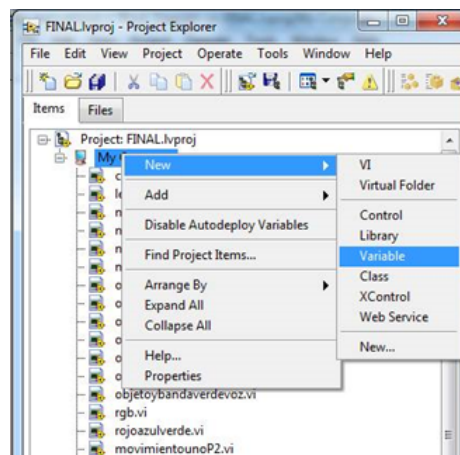 FINAL.lvproj - Project Explorer
File Edit View Project Operate Tools Window Help
Items Files
Project: FINAL.lvproj
My
New
Add
Disable Autodeploy Variables
Find Project Items...
Arrange By
Expand All
Collapse All
Help...
Properties
VI
Virtual Folder
Control
Library
Variable
Class
XControl
Web Service
New...
objetoybandaverdevoz.vi
rgb.vi
rojoazulverde.vi
movimientounoP2.vi